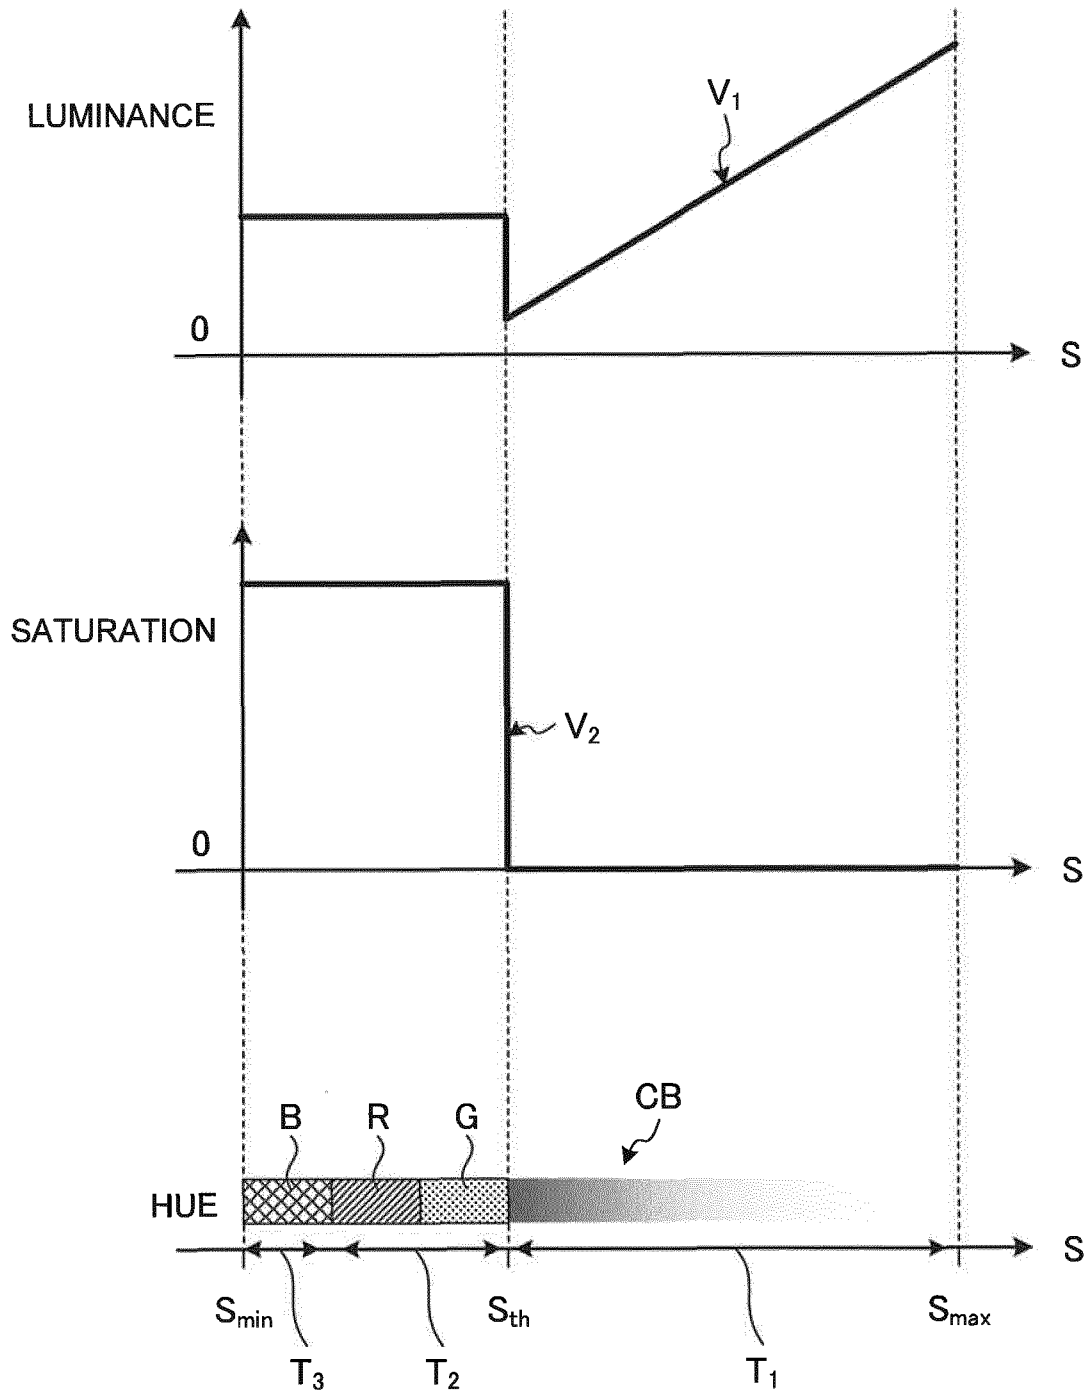 LUMINANCE
V1
0
S
SATURATION
V2
0
S
B R G CB
HUE
S
Smin Sth Smax
T3 T2 T1